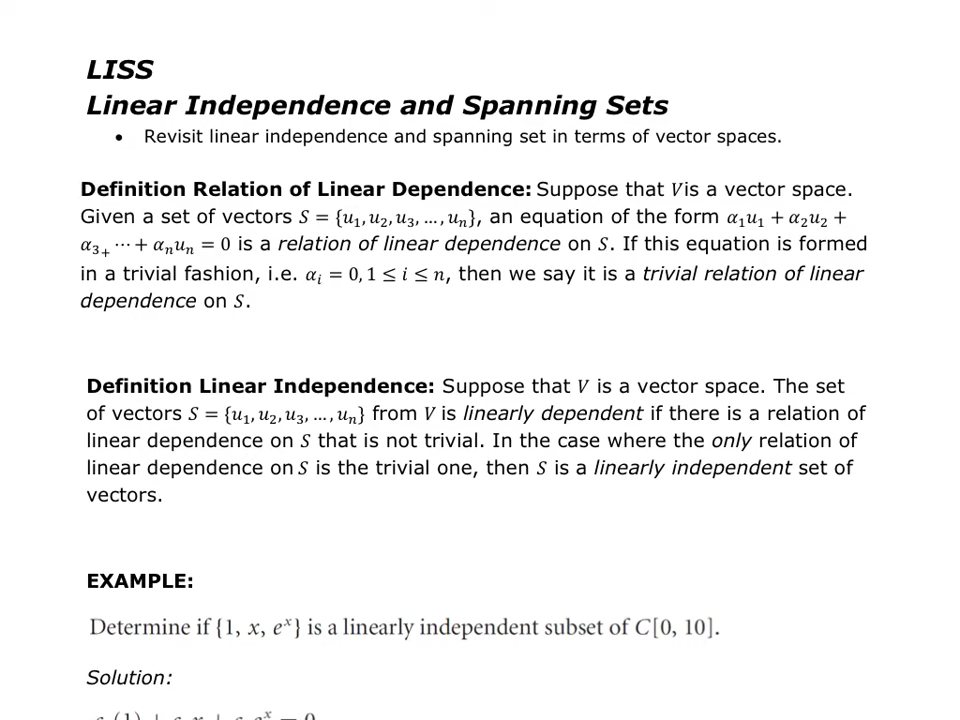 LISS
Linear Independence and Spanning Sets
• Revisit linear independence and spanning set in terms of vector spaces.
Definition Relation of Linear Dependence: Suppose that V is a vector space.
Given a set of vectors S = {u₁, u₂, u₃, ..., uₙ}, an equation of the form α₁u₁ + α₂u₂ +
α₃₊ ⋯ + αₙuₙ = 0 is a relation of linear dependence on S. If this equation is formed
in a trivial fashion, i.e. αᵢ = 0, 1 ≤ i ≤ n, then we say it is a trivial relation of linear
dependence on S.
Definition Linear Independence: Suppose that V is a vector space. The set
of vectors S = {u₁, u₂, u₃, ..., uₙ} from V is linearly dependent if there is a relation of
linear dependence on S that is not trivial. In the case where the only relation of
linear dependence on S is the trivial one, then S is a linearly independent set of
vectors.
EXAMPLE:
Determine if {1, x, eˣ} is a linearly independent subset of C[0, 10].
Solution: